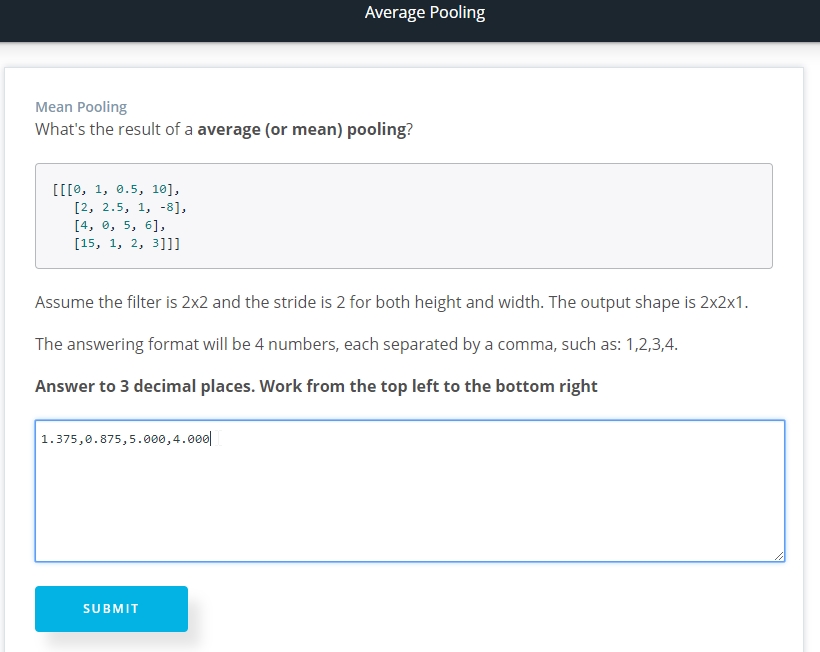 Average Pooling
Mean Pooling
What's the result of a average (or mean) pooling?
[[[0, 1, 0.5, 10],
[2, 2.5, 1, -8],
[4, 0, 5, 6],
[15, 1, 2, 3]]]
Assume the filter is 2x2 and the stride is 2 for both height and width. The output shape is 2x2x1.
The answering format will be 4 numbers, each separated by a comma, such as: 1,2,3,4.
Answer to 3 decimal places. Work from the top left to the bottom right
1.375,0.875,5.000,4.000
SUBMIT